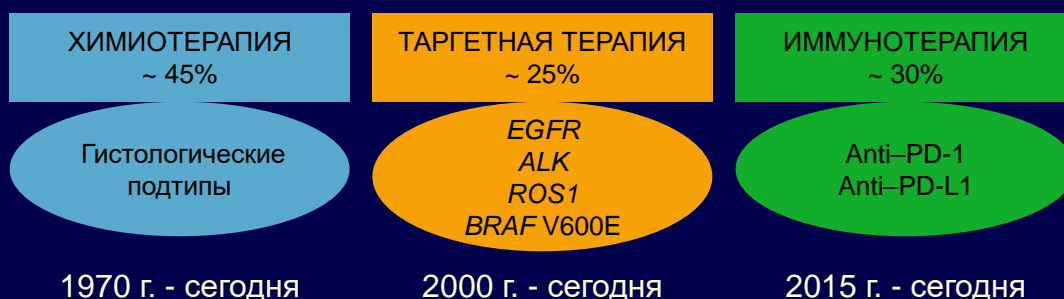 ХИМИОТЕРАПИЯ
~ 45%
Гистологические
подтипы
1970 г. - сегодня
ТАРГЕТНАЯ ТЕРАПИЯ
~ 25%
EGFR
ALK
ROS1
BRAF V600E
2000 г. - сегодня
ИММУНОТЕРАПИЯ
~ 30%
Anti–PD-1
Anti–PD-L1
2015 г. - сегодня